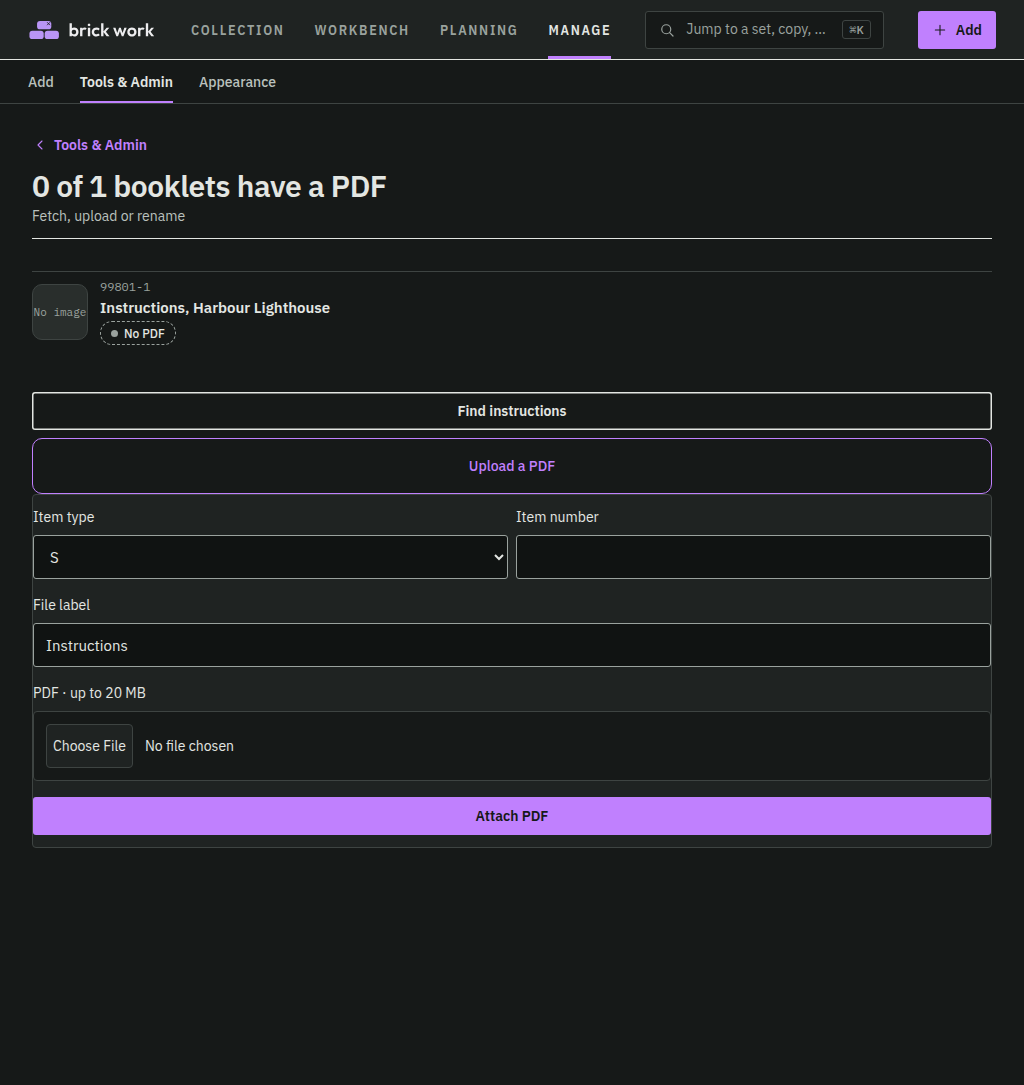 brick work COLLECTION WORKBENCH PLANNING MANAGE Jump to a set, copy, ... ⌘K + Add
Add Tools & Admin Appearance
Tools & Admin
0 of 1 booklets have a PDF
Fetch, upload or rename
No image
99801-1
Instructions, Harbour Lighthouse
No PDF
Find instructions
Upload a PDF
Item type Item number
S
File label
Instructions
PDF · up to 20 MB
Choose File No file chosen
Attach PDF